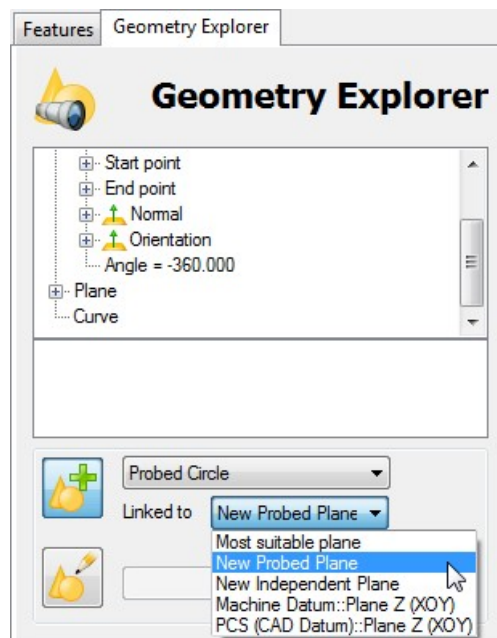 Features Geometry Explorer
Geometry Explorer
Start point
End point
Normal
Orientation
Angle = -360.000
Plane
Curve
Probed Circle
Linked to New Probed Plane
Most suitable plane
New Probed Plane
New Independent Plane
Machine Datum::Plane Z (XOY)
PCS (CAD Datum)::Plane Z (XOY)